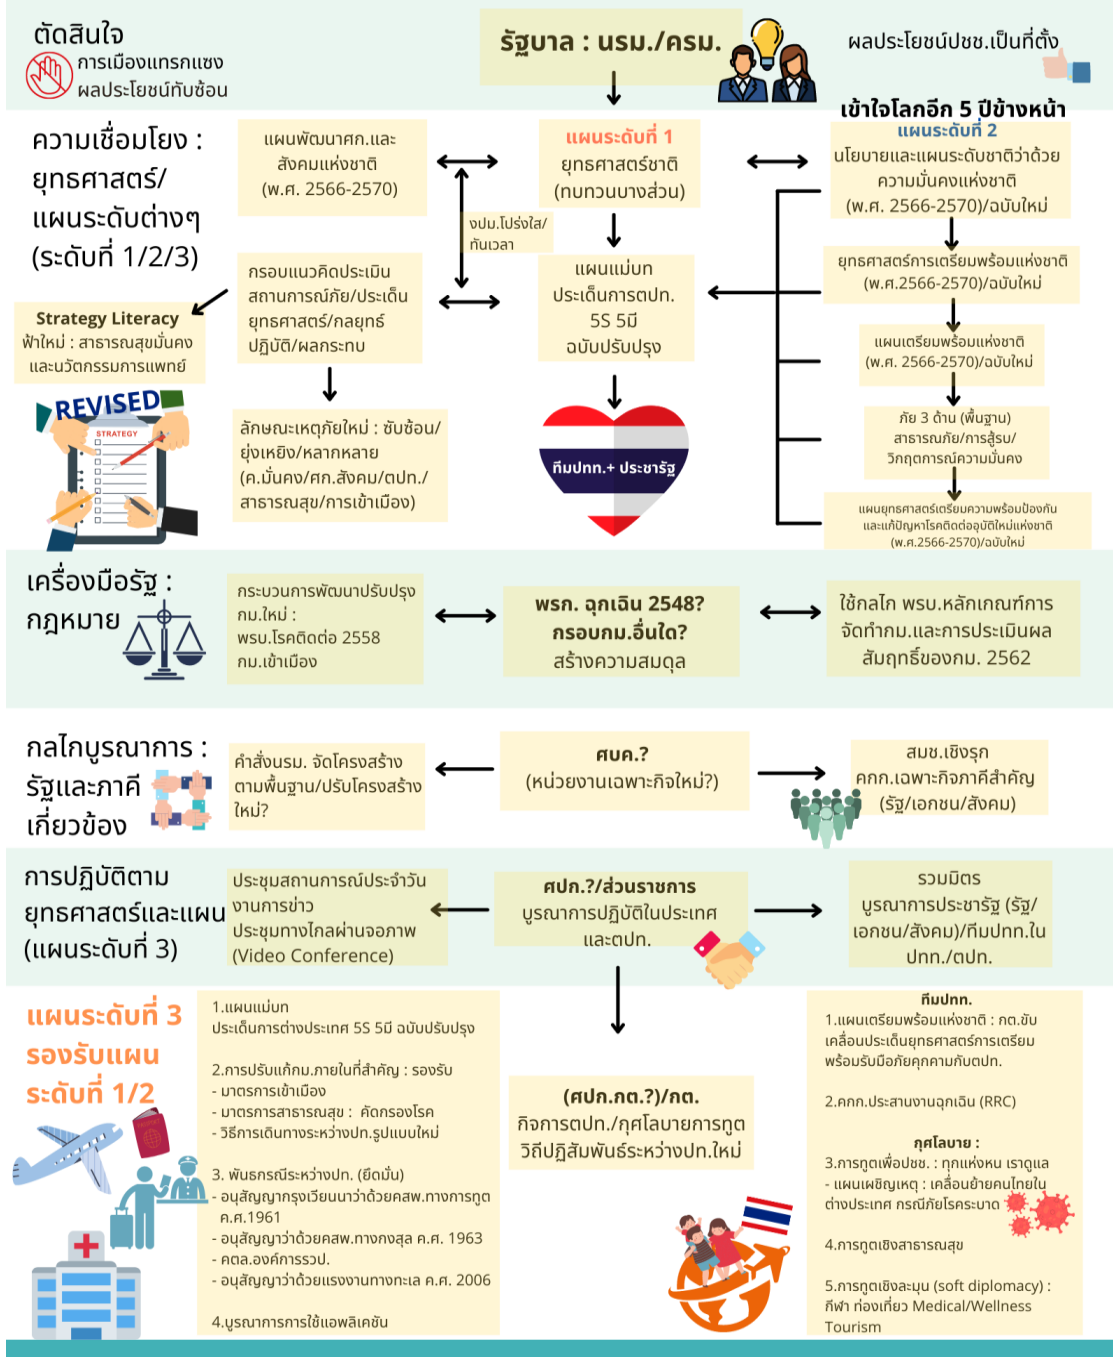 ตัดสินใจ
การเมืองแทรกแซง
ผลประโยชน์ทับซ้อน
รัฐบาล : นรม./ครม.
ผลประโยชน์ปชช.เป็นที่ตั้ง
เข้าใจโลกอีก 5 ปีข้างหน้า
ความเชื่อมโยง :
ยุทธศาสตร์/
แผนระดับต่างๆ
(ระดับที่ 1/2/3)
แผนพัฒนาศก.และ
สังคมแห่งชาติ
(พ.ศ. 2566-2570)
แผนระดับที่ 1
ยุทธศาสตร์ชาติ
(ทบทวนบางส่วน)
แผนระดับที่ 2
นโยบายและแผนระดับชาติว่าด้วย
ความมั่นคงแห่งชาติ
(พ.ศ. 2566-2570)/ฉบับใหม่
งปม.โปร่งใส/
ทันเวลา
กรอบแนวคิดประเมิน
สถานการณ์ภัย/ประเด็น
ยุทธศาสตร์/กลยุทธ์
ปฏิบัติ/ผลกระทบ
แผนแม่บท
ประเด็นการตปท.
5S 5มี
ฉบับปรับปรุง
ยุทธศาสตร์การเตรียมพร้อมแห่งชาติ
(พ.ศ.2566-2570)/ฉบับใหม่
Strategy Literacy
ฟ้าใหม่ : สาธารณสุขมั่นคง
และนวัตกรรมการแพทย์
แผนเตรียมพร้อมแห่งชาติ
(พ.ศ. 2566-2570)/ฉบับใหม่
REVISED
STRATEGY
ลักษณะเหตุภัยใหม่ : ซับซ้อน/
ยุ่งเหยิง/หลากหลาย
(ค.มั่นคง/ศก.สังคม/ตปท./
สาธารณสุข/การเข้าเมือง)
ทีมปทท.+ ประชารัฐ
ภัย 3 ด้าน (พื้นฐาน)
สาธารณภัย/การสู้รบ/
วิกฤตการณ์ความมั่นคง
แผนยุทธศาสตร์เตรียมความพร้อมป้องกัน
และแก้ปัญหาโรคติดต่ออุบัติใหม่แห่งชาติ
(พ.ศ.2566-2570)/ฉบับใหม่
เครื่องมือรัฐ :
กฎหมาย
กระบวนการพัฒนาปรับปรุง
กม.ใหม่ :
พรบ.โรคติดต่อ 2558
กม.เข้าเมือง
พรก. ฉุกเฉิน 2548?
กรอบกม.อื่นใด?
สร้างความสมดุล
ใช้กลไก พรบ.หลักเกณฑ์การ
จัดทำกม.และการประเมินผล
สัมฤทธิ์ของกม. 2562
กลไกบูรณาการ :
รัฐและภาคี
เกี่ยวข้อง
คำสั่งนรม. จัดโครงสร้าง
ตามพื้นฐาน/ปรับโครงสร้าง
ใหม่?
ศบค.?
(หน่วยงานเฉพาะกิจใหม่?)
สมช.เชิงรุก
คกก.เฉพาะกิจภาคีสำคัญ
(รัฐ/เอกชน/สังคม)
การปฏิบัติตาม
ยุทธศาสตร์และแผน
(แผนระดับที่ 3)
ประชุมสถานการณ์ประจำวัน
งานการข่าว
ประชุมทางไกลผ่านจอภาพ
(Video Conference)
ศปก.?/ส่วนราชการ
บูรณาการปฏิบัติในประเทศ
และตปท.
รวมมิตร
บูรณาการประชารัฐ (รัฐ/
เอกชน/สังคม)/ทีมปทท.ใน
ปทท./ตปท.
แผนระดับที่ 3
รองรับแผน
ระดับที่ 1/2
1.แผนแม่บท
ประเด็นการต่างประเทศ 5S 5มี ฉบับปรับปรุง
2.การปรับแก้กม.ภายในที่สำคัญ : รองรับ
- มาตรการเข้าเมือง
- มาตรการสาธารณสุข : คัดกรองโรค
- วิธีการเดินทางระหว่างปท.รูปแบบใหม่
3. พันธกรณีระหว่างปท. (ยึดมั่น)
- อนุสัญญากรุงเวียนนาว่าด้วยคสพ.ทางการทูต
ค.ศ.1961
- อนุสัญญาว่าด้วยคสพ.ทางกงสุล ค.ศ. 1963
- คตล.องค์การรวป.
- อนุสัญญาว่าด้วยแรงงานทางทะเล ค.ศ. 2006
4.บูรณาการการใช้แอพลิเคชัน
(ศปก.กต.?)/กต.
กิจการตปท./กุศโลบายการทูต
วิถีปฏิสัมพันธ์ระหว่างปท.ใหม่
ทีมปทท.
1.แผนเตรียมพร้อมแห่งชาติ : กต.ขับ
เคลื่อนประเด็นยุทธศาสตร์การเตรียม
พร้อมรับมือภัยคุกคามกับตปท.
2.คกก.ประสานงานฉุกเฉิน (RRC)
กุศโลบาย :
3.การทูตเพื่อปชช. : ทุกแห่งหน เราดูแล
- แผนเผชิญเหตุ : เคลื่อนย้ายคนไทยใน
ต่างประเทศ กรณีภัยโรคระบาด
4.การทูตเชิงสาธารณสุข
5.การทูตเชิงละมุน (soft diplomacy) :
กีฬา ท่องเที่ยว Medical/Wellness
Tourism